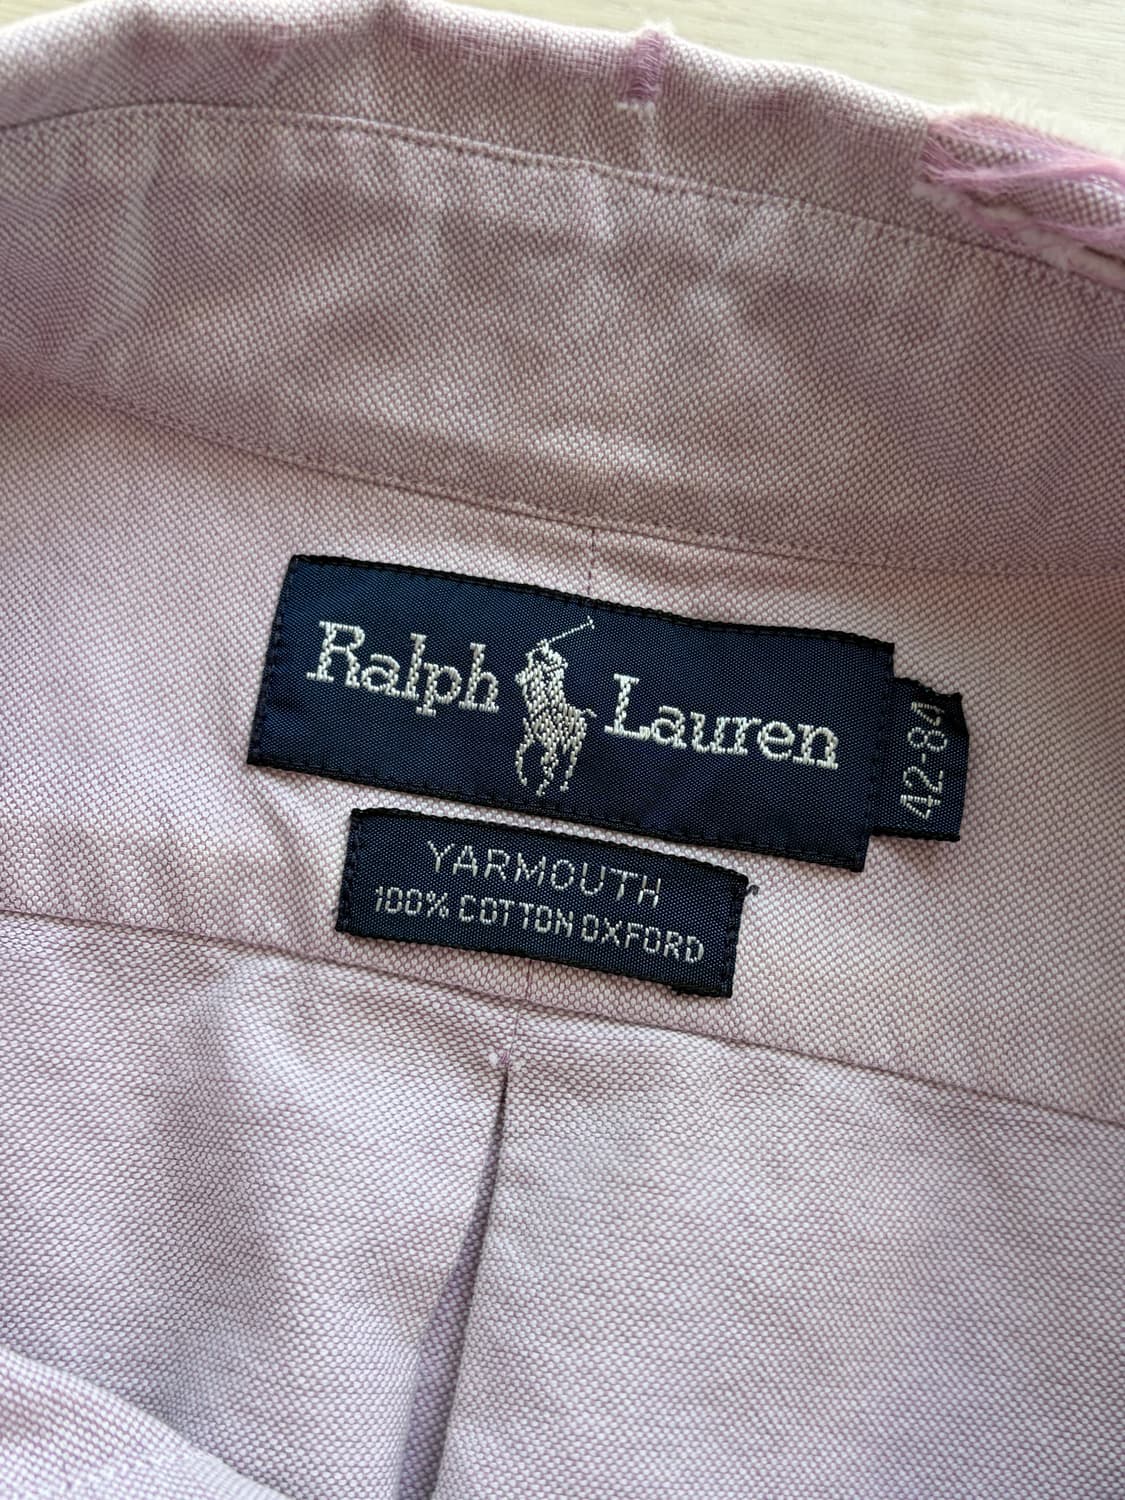 Ralph Lauren
42-84
YARMOUTH
100% COTTON OXFORD